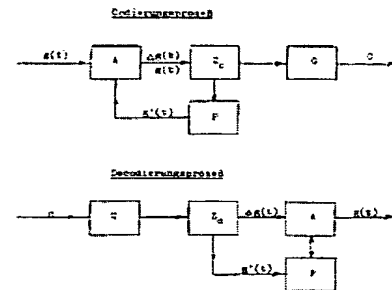 Codierungsprozeß
g(t)
A
Δg(t)
g(t)
Z_c
G
C
g'(t)
P
Decodierungsprozeß
C
Z_d
Δg(t)
A
g(t)
g'(t)
P